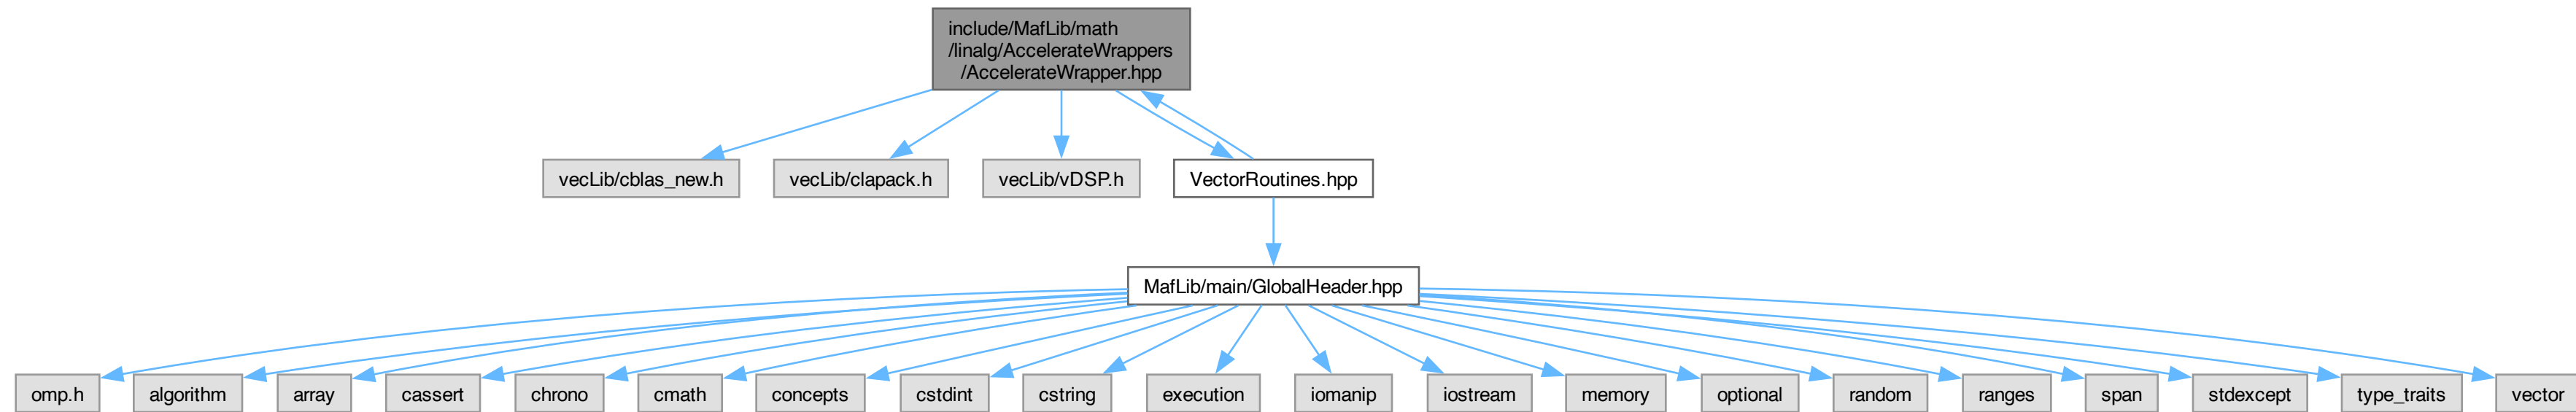 include/MafLib/math
/linalg/AccelerateWrappers
/AccelerateWrapper.hpp
vecLib/cblas_new.h
vecLib/clapack.h
vecLib/vDSP.h
VectorRoutines.hpp
MafLib/main/GlobalHeader.hpp
omp.h
algorithm
array
cassert
chrono
cmath
concepts
cstdint
cstring
execution
iomanip
iostream
memory
optional
random
ranges
span
stdexcept
type_traits
vector